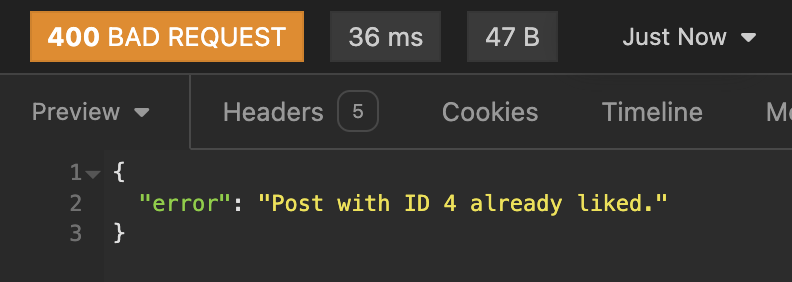 400 BAD REQUEST 36 ms 47 B Just Now
Preview Headers 5 Cookies Timeline
1 {
2 "error": "Post with ID 4 already liked."
3 }